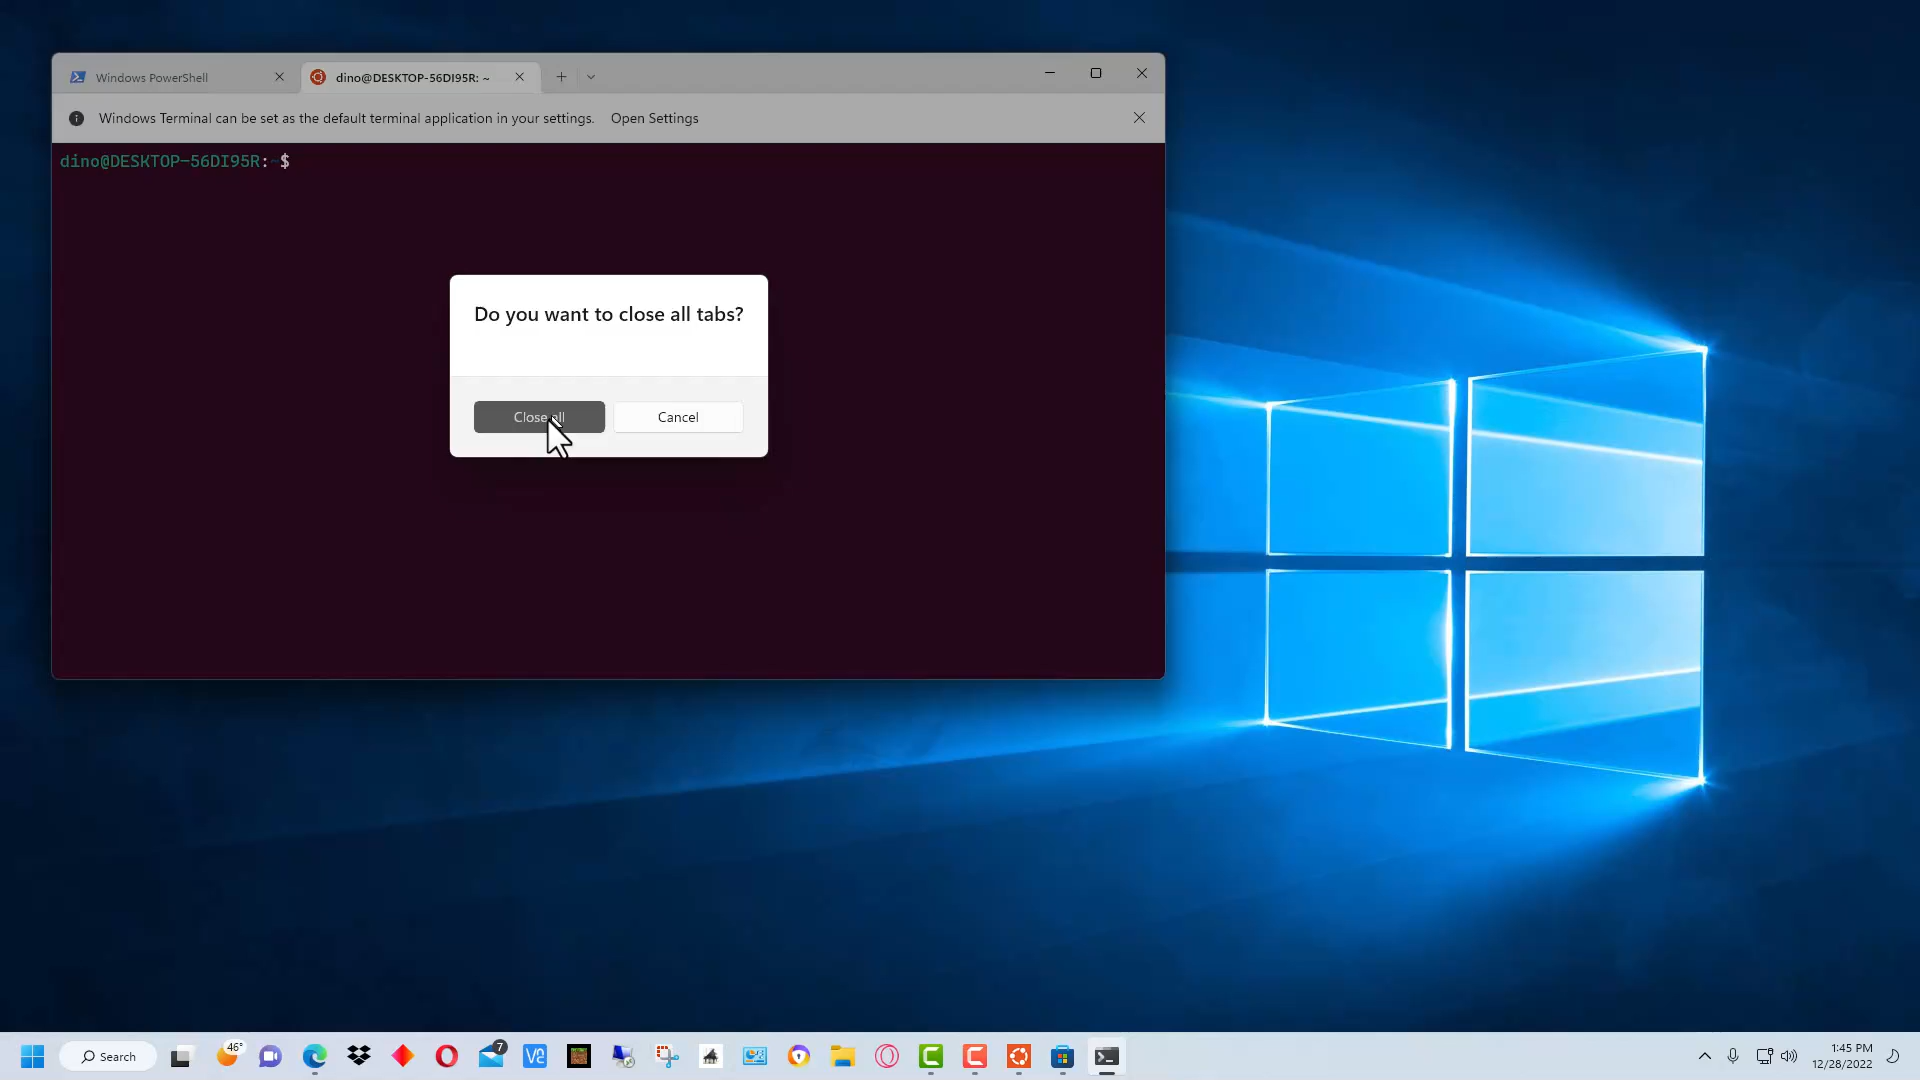 Windows PowerShell
dino@DESKTOP-56DI95R: ~
Windows Terminal can be set as the default terminal application in your settings. Open Settings
dino@DESKTOP-56DI95R:~$
Do you want to close all tabs?
Close all
Cancel
46°
Search
7
V2
1:45 PM
12/28/2022